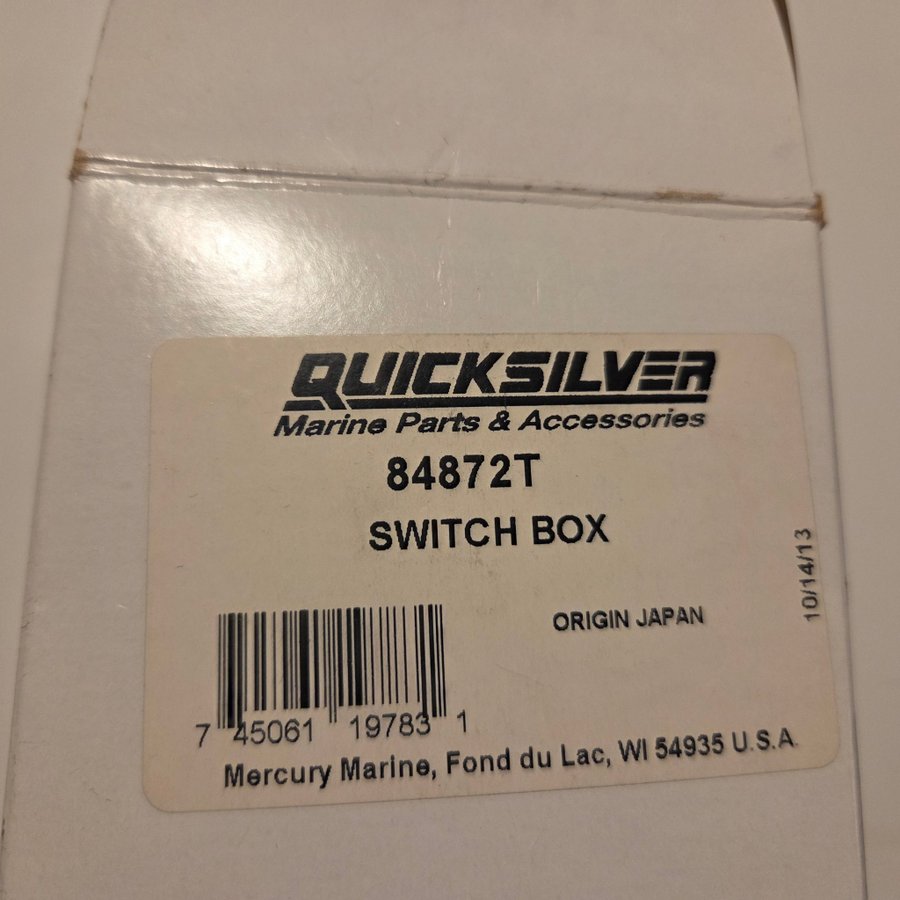 QUICKSILVER
Marine Parts & Accessories
84872T
SWITCH BOX
10/14/13
ORIGIN JAPAN
7 45061 19783 1
Mercury Marine, Fond du Lac, WI 54935 U.S.A.